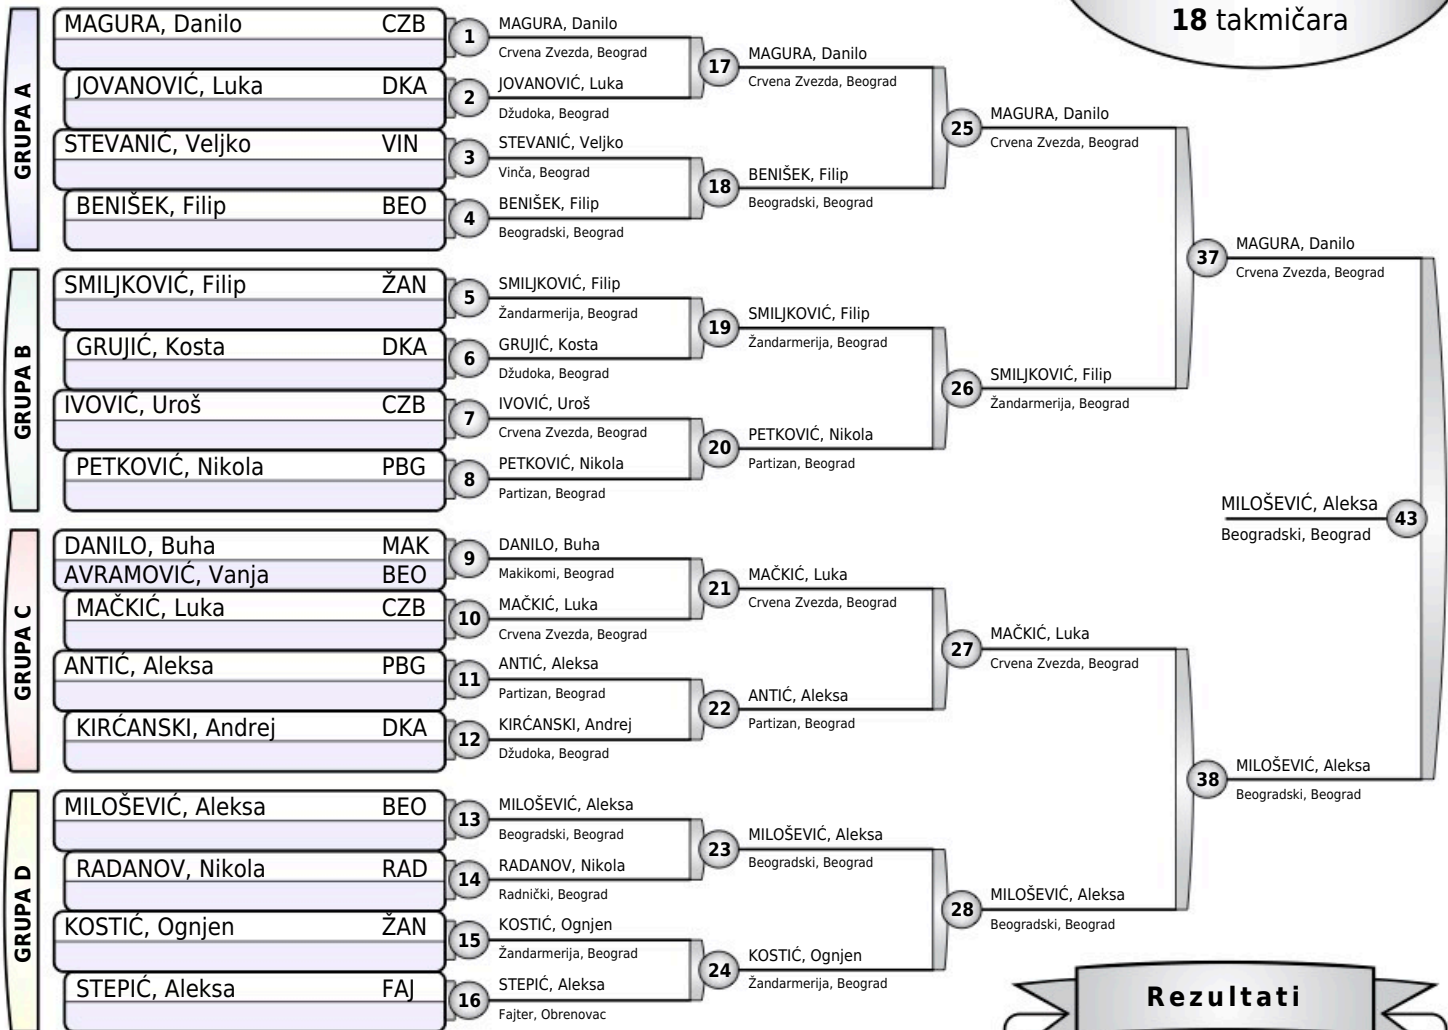 18 takmičara
GRUPA A
MAGURA, Danilo CZB
JOVANOVIĆ, Luka DKA
STEVANIĆ, Veljko VIN
BENIŠEK, Filip BEO
GRUPA B
SMILJKOVIĆ, Filip ŽAN
GRUJIĆ, Kosta DKA
IVOVIĆ, Uroš CZB
PETKOVIĆ, Nikola PBG
GRUPA C
DANILO, Buha MAK
AVRAMOVIĆ, Vanja BEO
MAČKIĆ, Luka CZB
ANTIĆ, Aleksa PBG
KIRĆANSKI, Andrej DKA
GRUPA D
MILOŠEVIĆ, Aleksa BEO
RADANOV, Nikola RAD
KOSTIĆ, Ognjen ŽAN
STEPIĆ, Aleksa FAJ
1 MAGURA, Danilo
Crvena Zvezda, Beograd
2 JOVANOVIĆ, Luka
Džudoka, Beograd
3 STEVANIĆ, Veljko
Vinča, Beograd
4 BENIŠEK, Filip
Beogradski, Beograd
5 SMILJKOVIĆ, Filip
Žandarmerija, Beograd
6 GRUJIĆ, Kosta
Džudoka, Beograd
7 IVOVIĆ, Uroš
Crvena Zvezda, Beograd
8 PETKOVIĆ, Nikola
Partizan, Beograd
9 DANILO, Buha
Makikomi, Beograd
10 MAČKIĆ, Luka
Crvena Zvezda, Beograd
11 ANTIĆ, Aleksa
Partizan, Beograd
12 KIRĆANSKI, Andrej
Džudoka, Beograd
13 MILOŠEVIĆ, Aleksa
Beogradski, Beograd
14 RADANOV, Nikola
Radnički, Beograd
15 KOSTIĆ, Ognjen
Žandarmerija, Beograd
16 STEPIĆ, Aleksa
Fajter, Obrenovac
17 MAGURA, Danilo
Crvena Zvezda, Beograd
18 BENIŠEK, Filip
Beogradski, Beograd
19 SMILJKOVIĆ, Filip
Žandarmerija, Beograd
20 PETKOVIĆ, Nikola
Partizan, Beograd
21 MAČKIĆ, Luka
Crvena Zvezda, Beograd
22 ANTIĆ, Aleksa
Partizan, Beograd
23 MILOŠEVIĆ, Aleksa
Beogradski, Beograd
24 KOSTIĆ, Ognjen
Žandarmerija, Beograd
25 MAGURA, Danilo
Crvena Zvezda, Beograd
26 SMILJKOVIĆ, Filip
Žandarmerija, Beograd
27 MAČKIĆ, Luka
Crvena Zvezda, Beograd
28 MILOŠEVIĆ, Aleksa
Beogradski, Beograd
37 MAGURA, Danilo
Crvena Zvezda, Beograd
38 MILOŠEVIĆ, Aleksa
Beogradski, Beograd
MILOŠEVIĆ, Aleksa 43
Beogradski, Beograd
Rezultati